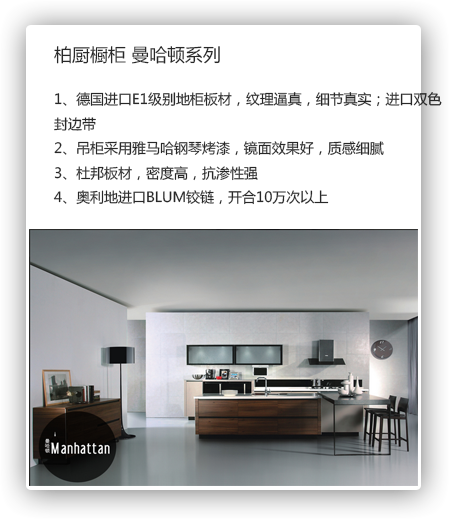 柏厨橱柜 曼哈顿系列
1、德国进口E1级别地柜板材，纹理逼真，细节真实；进口双色
封边带
2、吊柜采用雅马哈钢琴烤漆，镜面效果好，质感细腻
3、杜邦板材，密度高，抗渗性强
4、奥利地进口BLUM铰链，开合10万次以上
曼哈顿 Manhattan